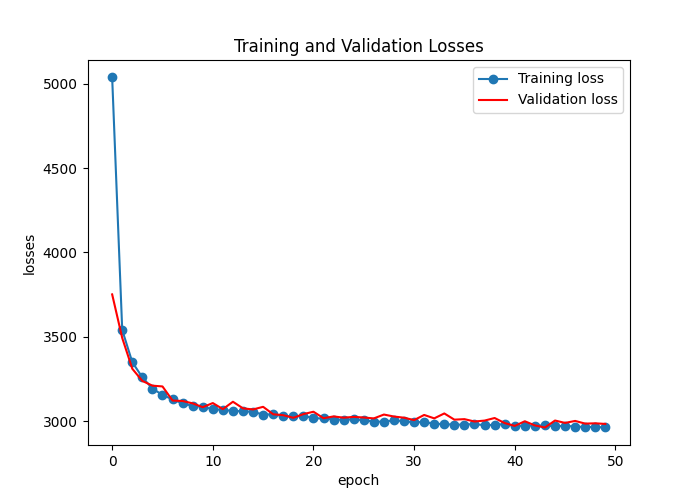 Training and Validation Losses
Training loss
Validation loss
losses
5000
4500
4000
3500
3000
0 10 20 30 40 50
epoch